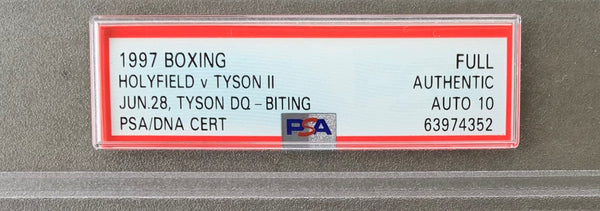 1997 BOXING FULL
HOLYFIELD v TYSON II AUTHENTIC
JUN.28, TYSON DQ - BITING AUTO 10
PSA/DNA CERT PSA 63974352